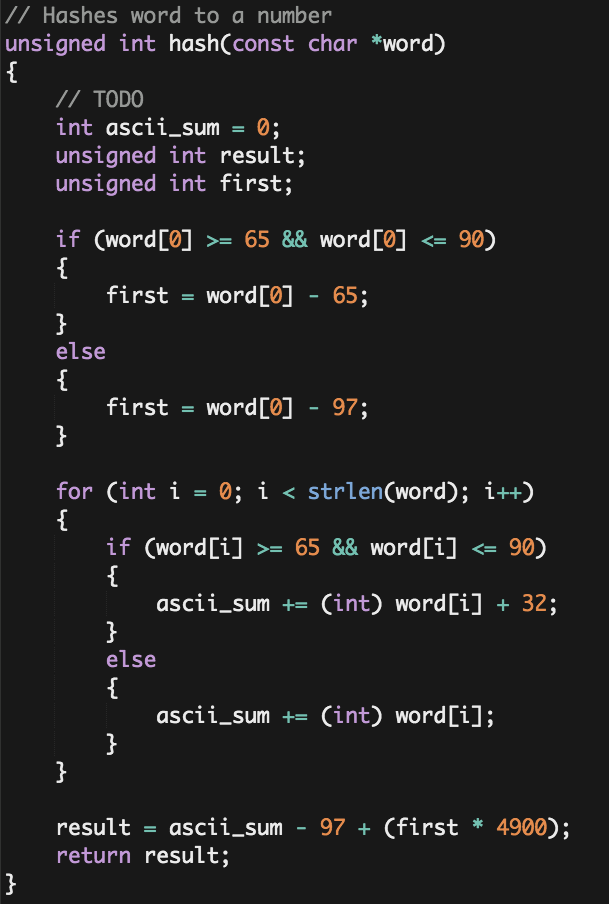 // Hashes word to a number
unsigned int hash(const char *word)
{
    // TODO
    int ascii_sum = 0;
    unsigned int result;
    unsigned int first;

    if (word[0] >= 65 && word[0] <= 90)
    {
        first = word[0] - 65;
    }
    else
    {
        first = word[0] - 97;
    }

    for (int i = 0; i < strlen(word); i++)
    {
        if (word[i] >= 65 && word[i] <= 90)
        {
            ascii_sum += (int) word[i] + 32;
        }
        else
        {
            ascii_sum += (int) word[i];
        }
    }

    result = ascii_sum - 97 + (first * 4900);
    return result;
}